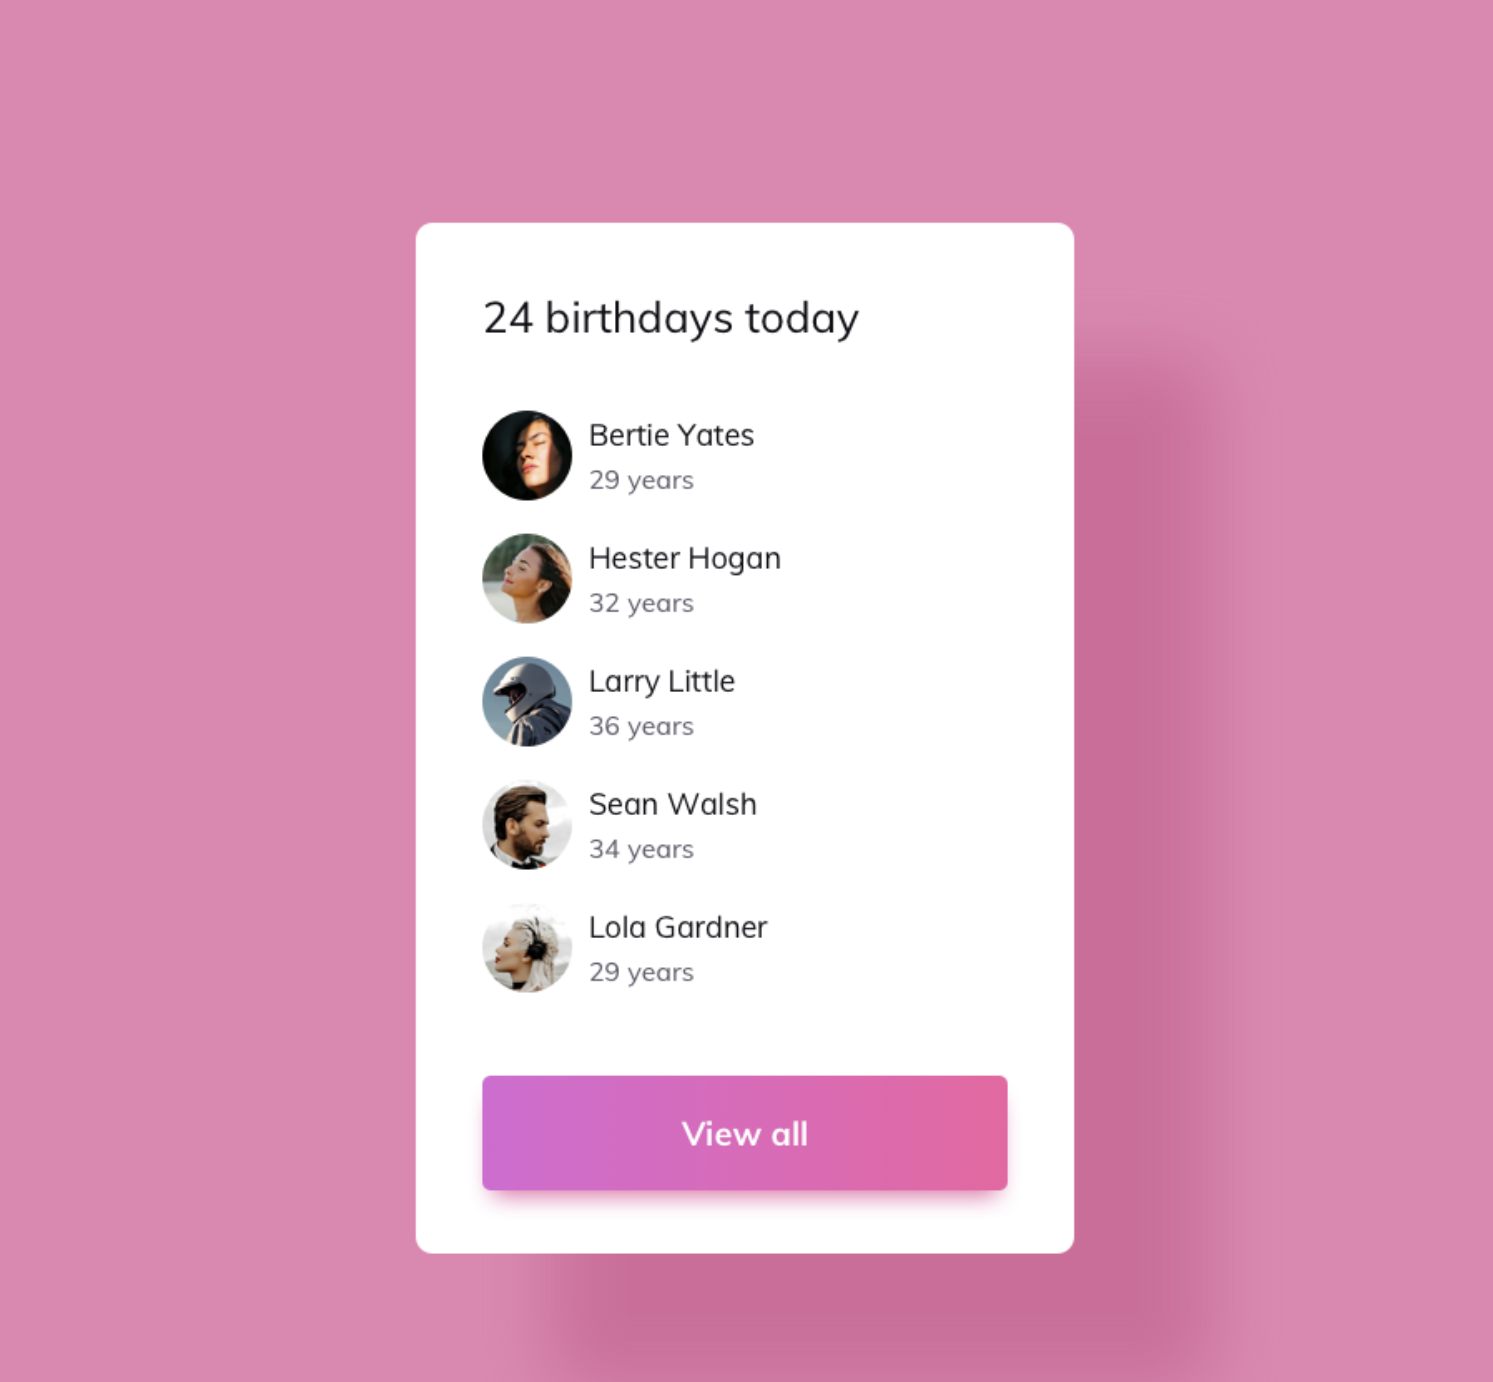 24 birthdays today
Bertie Yates
29 years
Hester Hogan
32 years
Larry Little
36 years
Sean Walsh
34 years
Lola Gardner
29 years
View all